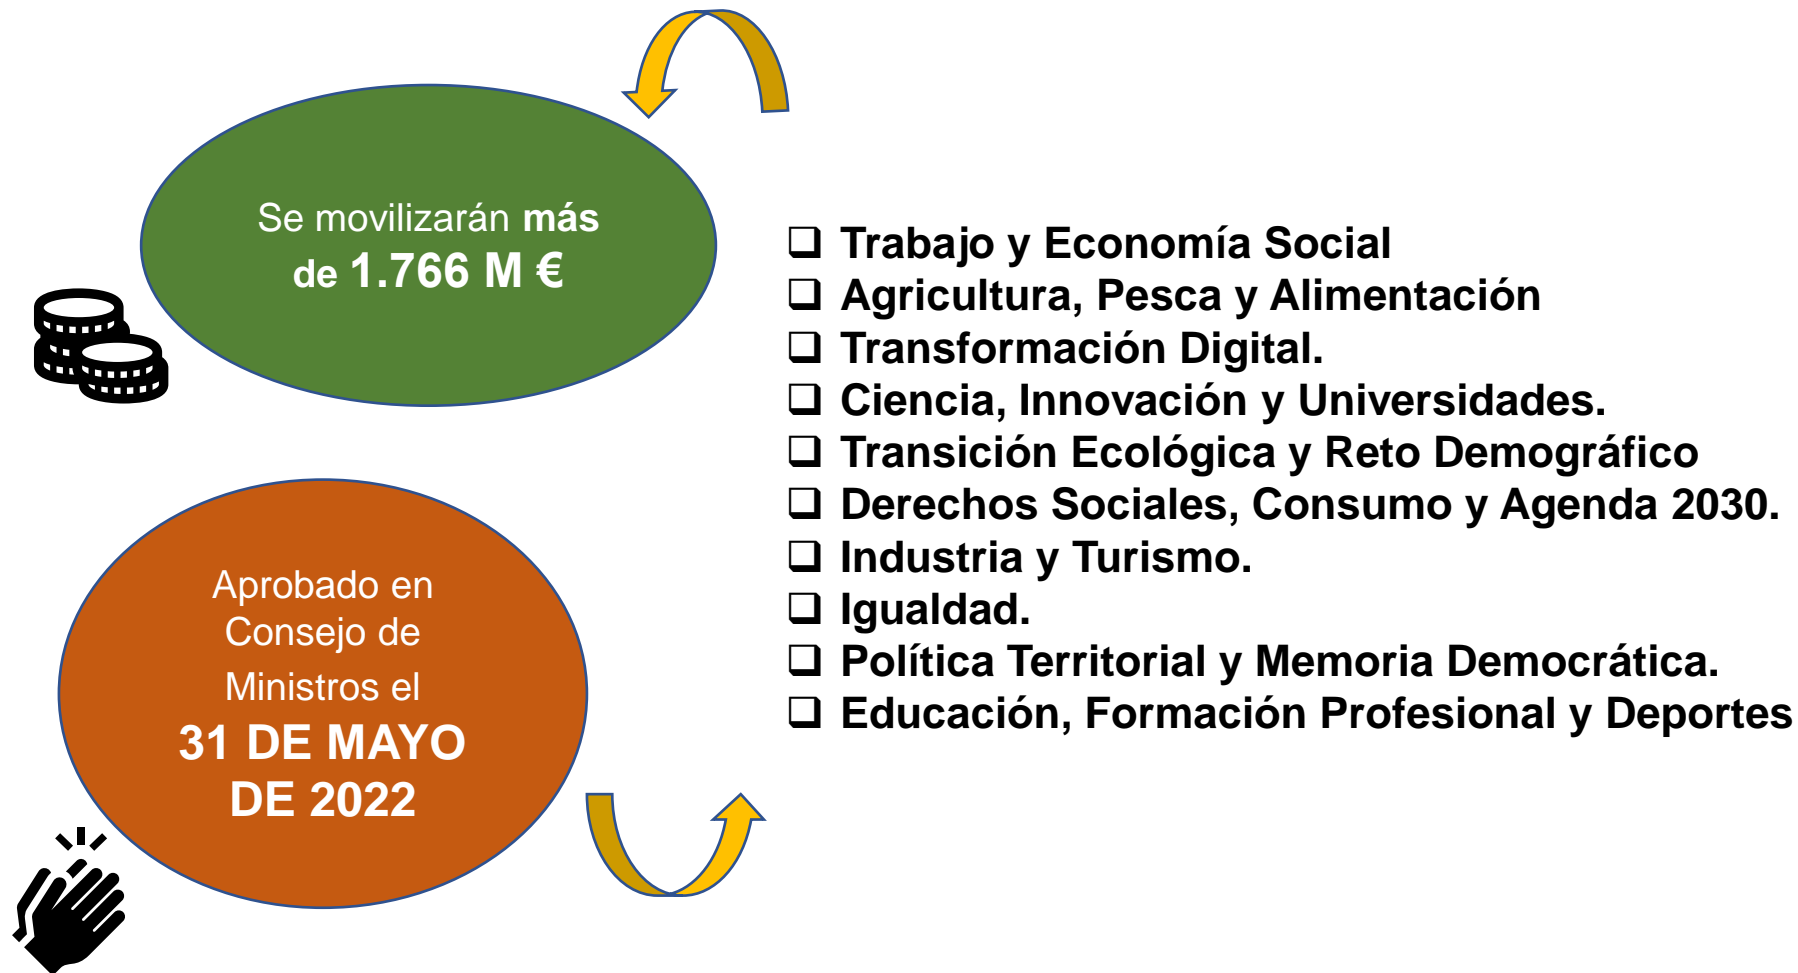 Se movilizarán más
de 1.766 M €
Aprobado en
Consejo de
Ministros el
31 DE MAYO
DE 2022
❑ Trabajo y Economía Social
❑ Agricultura, Pesca y Alimentación
❑ Transformación Digital.
❑ Ciencia, Innovación y Universidades.
❑ Transición Ecológica y Reto Demográfico
❑ Derechos Sociales, Consumo y Agenda 2030.
❑ Industria y Turismo.
❑ Igualdad.
❑ Política Territorial y Memoria Democrática.
❑ Educación, Formación Profesional y Deportes